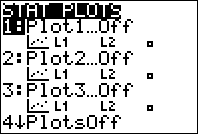 STAT PLOTS
1:Plot1…Off
L1 L2
2:Plot2…Off
L1 L2
3:Plot3…Off
L1 L2
4↓PlotsOff